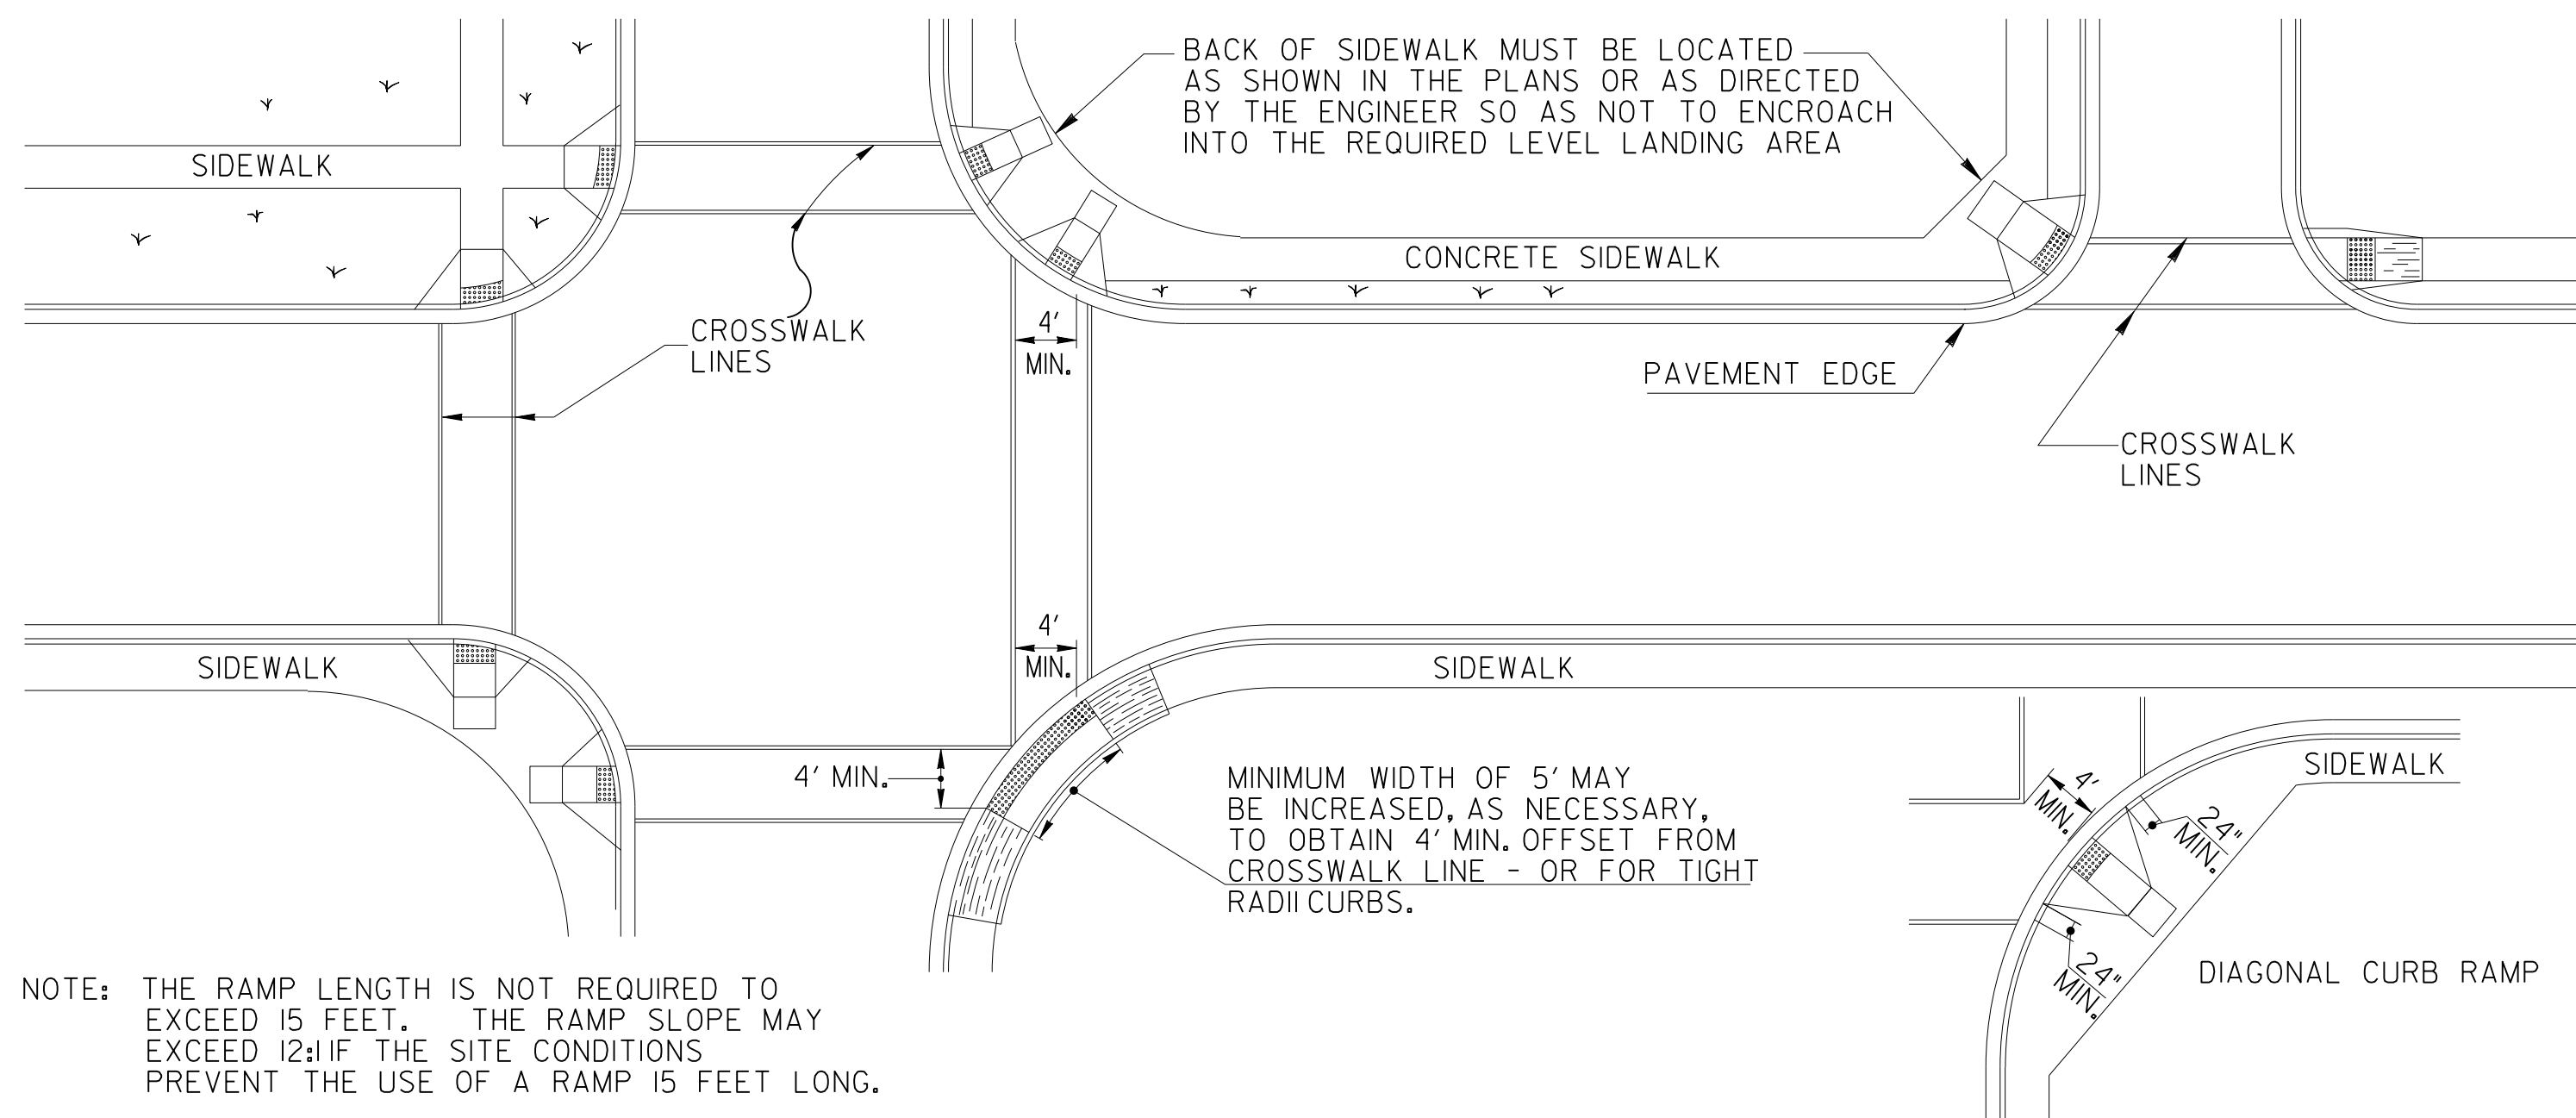 BACK OF SIDEWALK MUST BE LOCATED
AS SHOWN IN THE PLANS OR AS DIRECTED
BY THE ENGINEER SO AS NOT TO ENCROACH
INTO THE REQUIRED LEVEL LANDING AREA
SIDEWALK
CONCRETE SIDEWALK
CROSSWALK
LINES
4'
MIN.
PAVEMENT EDGE
CROSSWALK
LINES
4'
MIN.
SIDEWALK
SIDEWALK
4' MIN.
MINIMUM WIDTH OF 5' MAY
BE INCREASED, AS NECESSARY,
TO OBTAIN 4' MIN. OFFSET FROM
CROSSWALK LINE - OR FOR TIGHT
RADII CURBS.
SIDEWALK
4'
MIN.
24"
MIN.
24"
MIN.
DIAGONAL CURB RAMP
NOTE: THE RAMP LENGTH IS NOT REQUIRED TO
EXCEED 15 FEET. THE RAMP SLOPE MAY
EXCEED 12:1 IF THE SITE CONDITIONS
PREVENT THE USE OF A RAMP 15 FEET LONG.